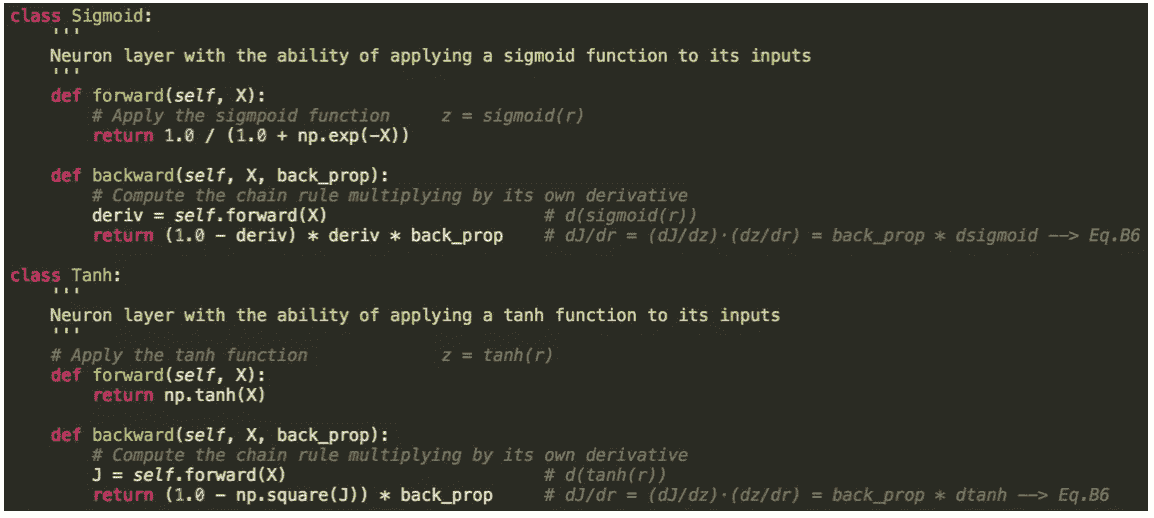 class Sigmoid:
    '''
    Neuron layer with the ability of applying a sigmoid function to its inputs
    '''
    def forward(self, X):
        # Apply the sigmpoid function     z = sigmoid(r)
        return 1.0 / (1.0 + np.exp(-X))

    def backward(self, X, back_prop):
        # Compute the chain rule multiplying by its own derivative
        deriv = self.forward(X)                     # d(sigmoid(r))
        return (1.0 - deriv) * deriv * back_prop    # dJ/dr = (dJ/dz)·(dz/dr) = back_prop * dsigmoid --> Eq.B6

class Tanh:
    '''
    Neuron layer with the ability of applying a tanh function to its inputs
    '''
    # Apply the tanh function             z = tanh(r)
    def forward(self, X):
        return np.tanh(X)

    def backward(self, X, back_prop):
        # Compute the chain rule multiplying by its own derivative
        J = self.forward(X)                         # d(tanh(r))
        return (1.0 - np.square(J)) * back_prop     # dJ/dr = (dJ/dz)·(dz/dr) = back_prop * dtanh --> Eq.B6